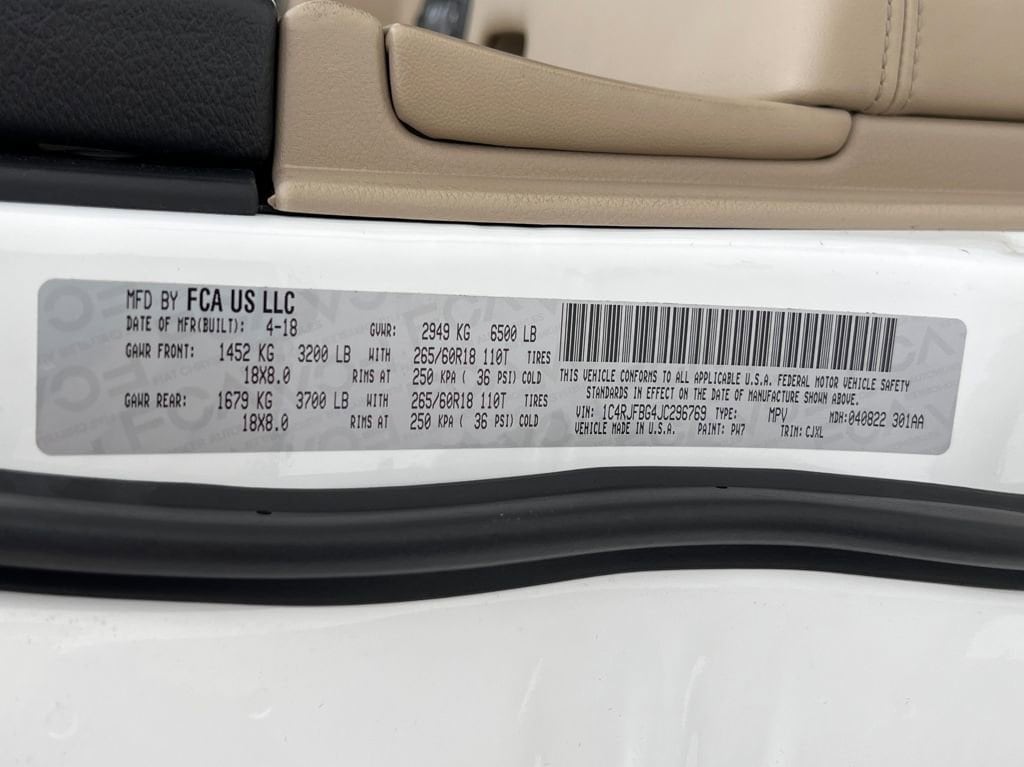 MFD BY FCA US LLC
DATE OF MFR(BUILT): 4-18 GVWR: 2949 KG 6500 LB
GAWR FRONT: 1452 KG 3200 LB WITH 265/60R18 110T TIRES
18X8.0 RIMS AT 250 KPA ( 36 PSI) COLD
GAWR REAR: 1679 KG 3700 LB WITH 265/60R18 110T TIRES
18X8.0 RIMS AT 250 KPA ( 36 PSI) COLD
THIS VEHICLE CONFORMS TO ALL APPLICABLE U.S.A. FEDERAL MOTOR VEHICLE SAFETY
STANDARDS IN EFFECT ON THE DATE OF MANUFACTURE SHOWN ABOVE.
VIN: 1C4RJFBG4JC296769 TYPE: MPV MDH:040822 301AA
VEHICLE MADE IN U.S.A. PAINT: PW7 TRIM: CJXL